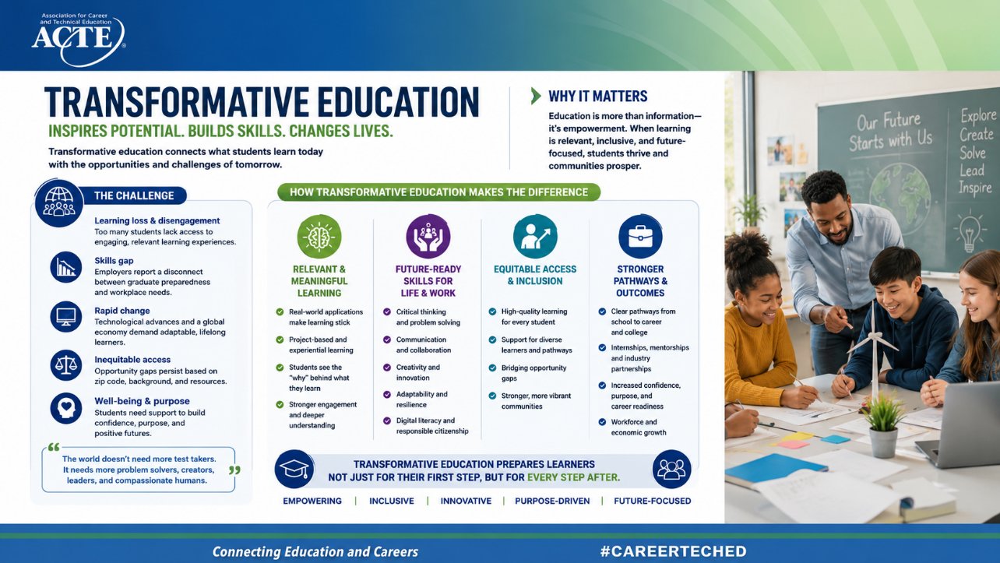 Association for Career
and Technical Education
ACTE®
TRANSFORMATIVE EDUCATION
INSPIRES POTENTIAL. BUILDS SKILLS. CHANGES LIVES.
Transformative education connects what students learn today
with the opportunities and challenges of tomorrow.
WHY IT MATTERS
Education is more than information—
it's empowerment. When learning
is relevant, inclusive, and future-
focused, students thrive and
communities prosper.
THE CHALLENGE
Learning loss & disengagement
Too many students lack access to
engaging, relevant learning experiences.
Skills gap
Employers report a disconnect
between graduate preparedness
and workplace needs.
Rapid change
Technological advances and a global
economy demand adaptable, lifelong
learners.
Inequitable access
Opportunity gaps persist based on
zip code, background, and resources.
Well-being & purpose
Students need support to build
confidence, purpose, and
positive futures.
“The world doesn't need more test takers.
It needs more problem solvers, creators,
leaders, and compassionate humans.”
HOW TRANSFORMATIVE EDUCATION MAKES THE DIFFERENCE
RELEVANT &
MEANINGFUL
LEARNING
Real-world applications
make learning stick
Project-based and
experiential learning
Students see the
“why” behind what
they learn
Stronger engagement
and deeper
understanding
FUTURE-READY
SKILLS FOR
LIFE & WORK
Critical thinking
and problem solving
Communication
and collaboration
Creativity and
innovation
Adaptability and
resilience
Digital literacy and
responsible citizenship
EQUITABLE ACCESS
& INCLUSION
High-quality learning
for every student
Support for diverse
learners and pathways
Bridging opportunity
gaps
Stronger, more vibrant
communities
STRONGER
PATHWAYS &
OUTCOMES
Clear pathways from
school to career
and college
Internships, mentorships
and industry
partnerships
Increased confidence,
purpose, and
career readiness
Workforce and
economic growth
TRANSFORMATIVE EDUCATION PREPARES LEARNERS
NOT JUST FOR THEIR FIRST STEP, BUT FOR EVERY STEP AFTER.
EMPOWERING | INCLUSIVE | INNOVATIVE | PURPOSE-DRIVEN | FUTURE-FOCUSED
Our Future
Starts with Us
Explore
Create
Solve
Lead
Inspire
Connecting Education and Careers
#CAREERTECHED